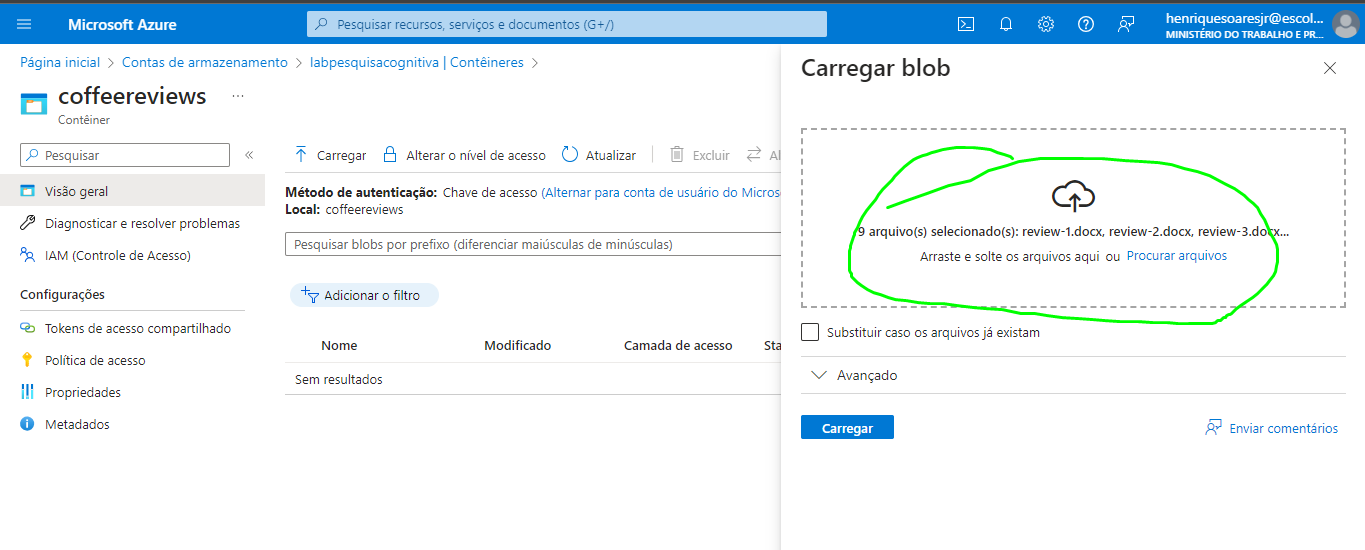 Microsoft Azure
Pesquisar recursos, serviços e documentos (G+/)
henriquesoaresjr@escol...
MINISTÉRIO DO TRABALHO E PR...
Página inicial > Contas de armazenamento > labpesquisacognitiva | Contêineres >
coffeereviews ...
Contêiner
Pesquisar
Visão geral
Diagnosticar e resolver problemas
IAM (Controle de Acesso)
Configurações
Tokens de acesso compartilhado
Política de acesso
Propriedades
Metadados
Carregar Alterar o nível de acesso Atualizar Excluir Al
Método de autenticação: Chave de acesso (Alternar para conta de usuário do Micros
Local: coffeereviews
Pesquisar blobs por prefixo (diferenciar maiúsculas de minúsculas)
Adicionar o filtro
Nome Modificado Camada de acesso Sta
Sem resultados
Carregar blob
9 arquivo(s) selecionado(s): review-1.docx, review-2.docx, review-3.docx...
Arraste e solte os arquivos aqui ou Procurar arquivos
Substituir caso os arquivos já existam
Avançado
Carregar
Enviar comentários